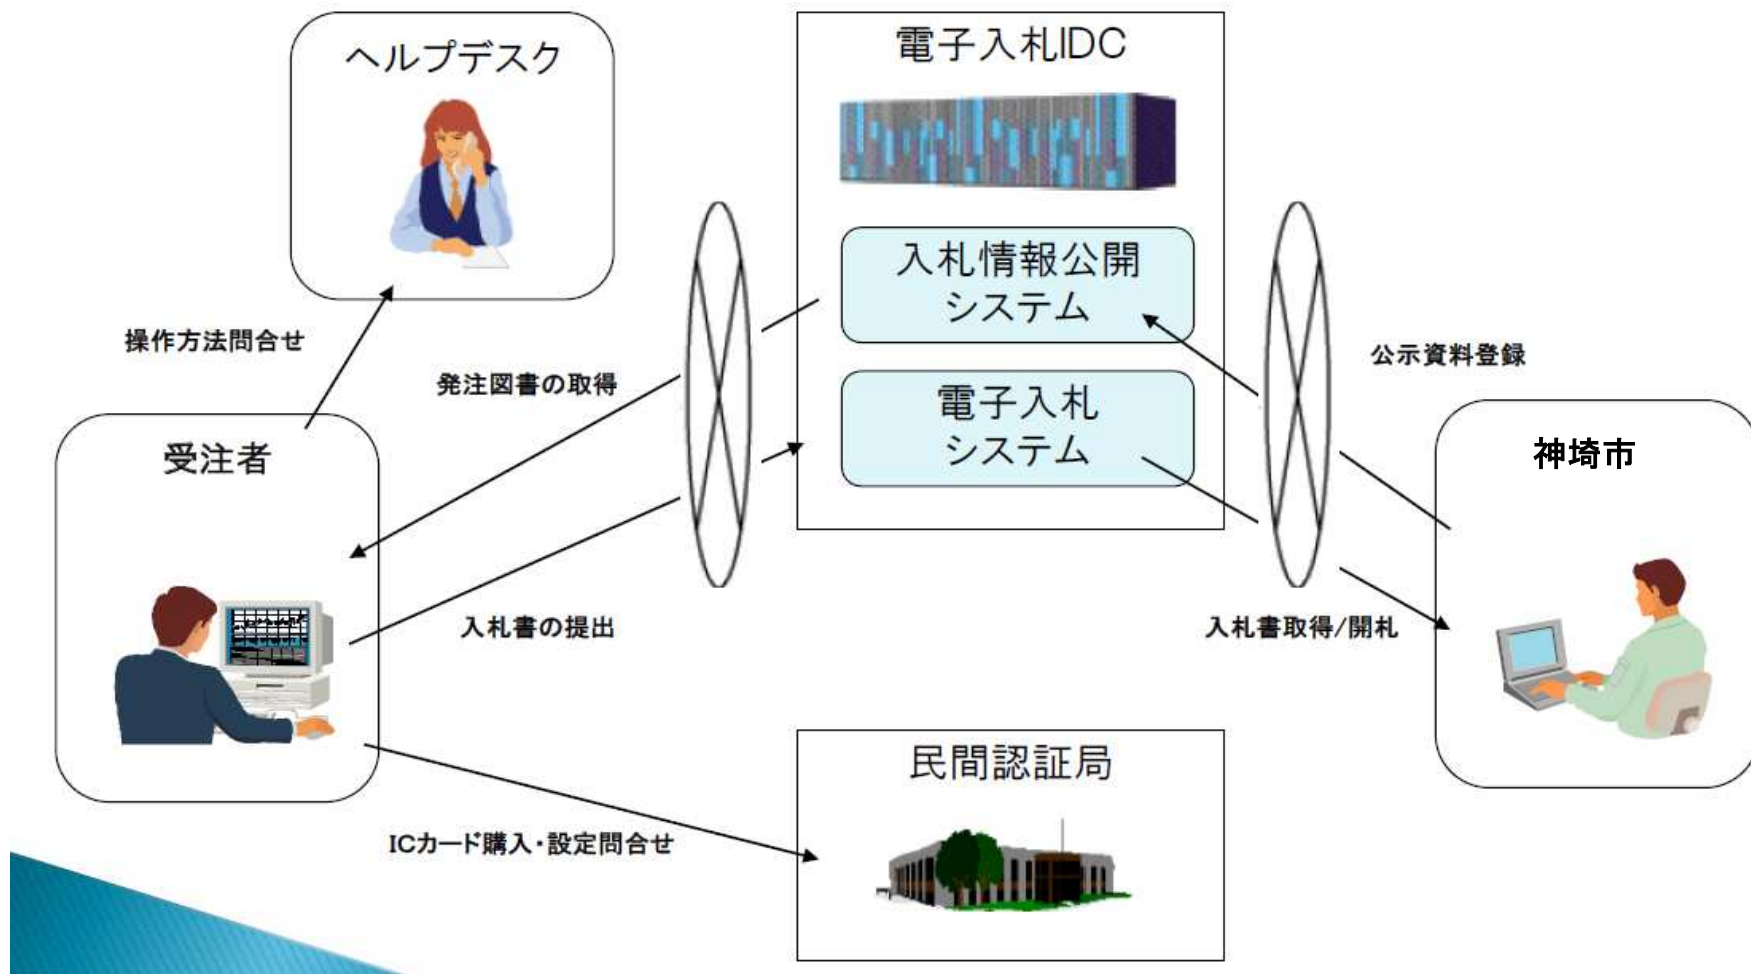 ヘルプデスク
電子入札IDC
入札情報公開
システム
操作方法問合せ
発注図書の取得
公示資料登録
電子入札
システム
受注者
神埼市
入札書の提出
入札書取得/開札
民間認証局
ICカード購入・設定問合せ